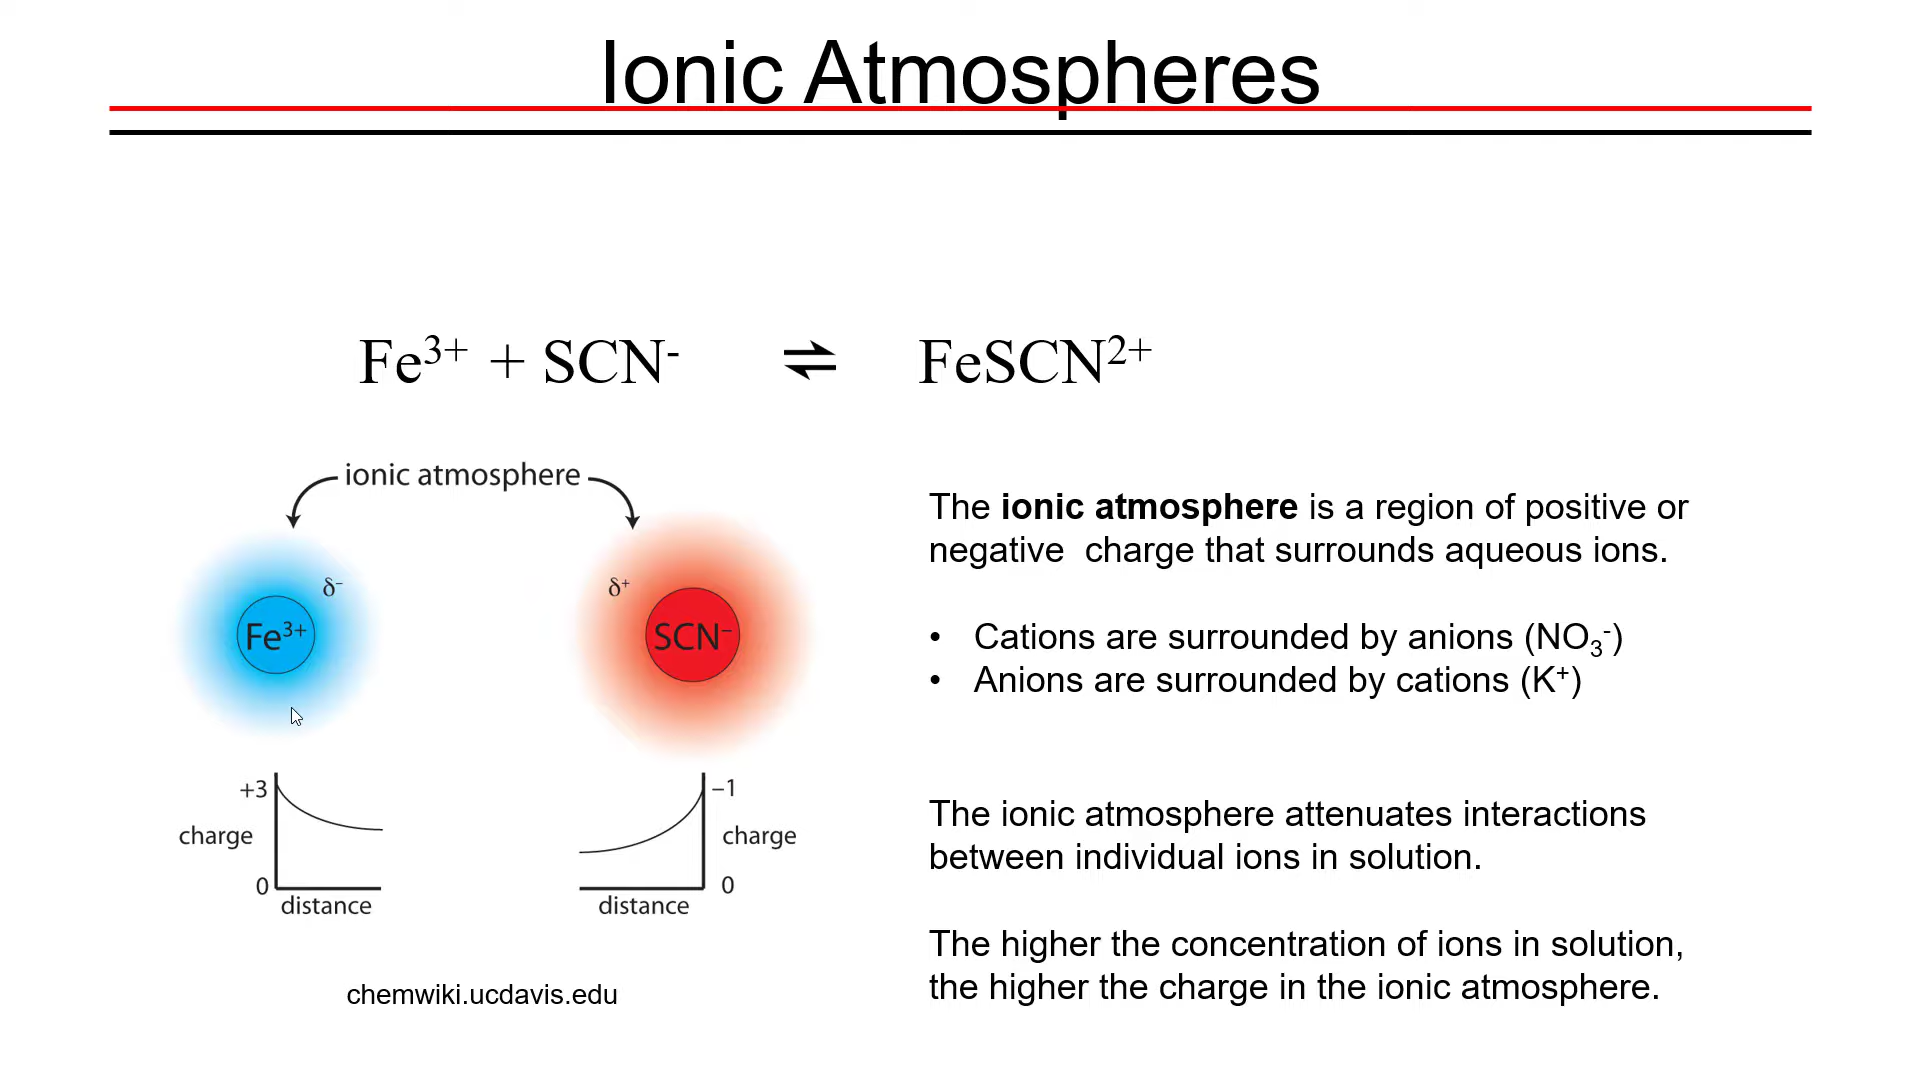 Ionic Atmospheres
Fe³⁺ + SCN⁻ ⇌ FeSCN²⁺
ionic atmosphere
δ⁻
Fe³⁺
δ⁺
SCN⁻
+3
charge
0
distance
−1
charge
0
distance
chemwiki.ucdavis.edu
The ionic atmosphere is a region of positive or
negative charge that surrounds aqueous ions.
• Cations are surrounded by anions (NO₃⁻)
• Anions are surrounded by cations (K⁺)
The ionic atmosphere attenuates interactions
between individual ions in solution.
The higher the concentration of ions in solution,
the higher the charge in the ionic atmosphere.